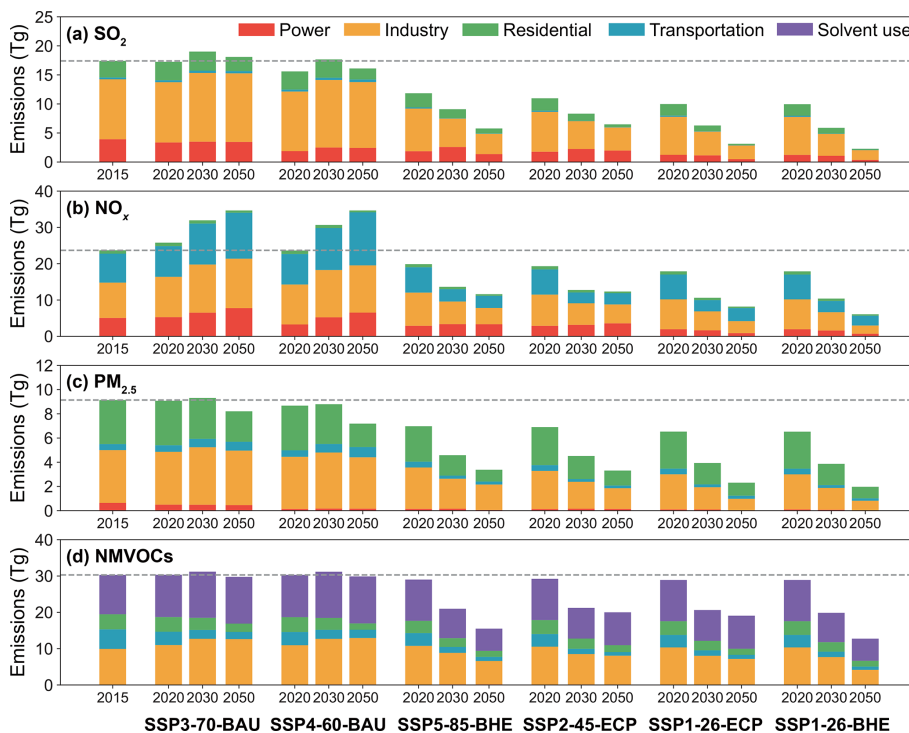 (a) SO2
Power Industry Residential Transportation Solvent use
Emissions (Tg)
25
20
15
10
5
0
2015 2020 2030 2050 2020 2030 2050 2020 2030 2050 2020 2030 2050 2020 2030 2050 2020 2030 2050
(b) NOx
Emissions (Tg)
40
30
20
10
0
2015 2020 2030 2050 2020 2030 2050 2020 2030 2050 2020 2030 2050 2020 2030 2050 2020 2030 2050
(c) PM2.5
Emissions (Tg)
12
10
8
6
4
2
0
2015 2020 2030 2050 2020 2030 2050 2020 2030 2050 2020 2030 2050 2020 2030 2050 2020 2030 2050
(d) NMVOCs
Emissions (Tg)
40
30
20
10
0
2015 2020 2030 2050 2020 2030 2050 2020 2030 2050 2020 2030 2050 2020 2030 2050 2020 2030 2050
SSP3-70-BAU SSP4-60-BAU SSP5-85-BHE SSP2-45-ECP SSP1-26-ECP SSP1-26-BHE